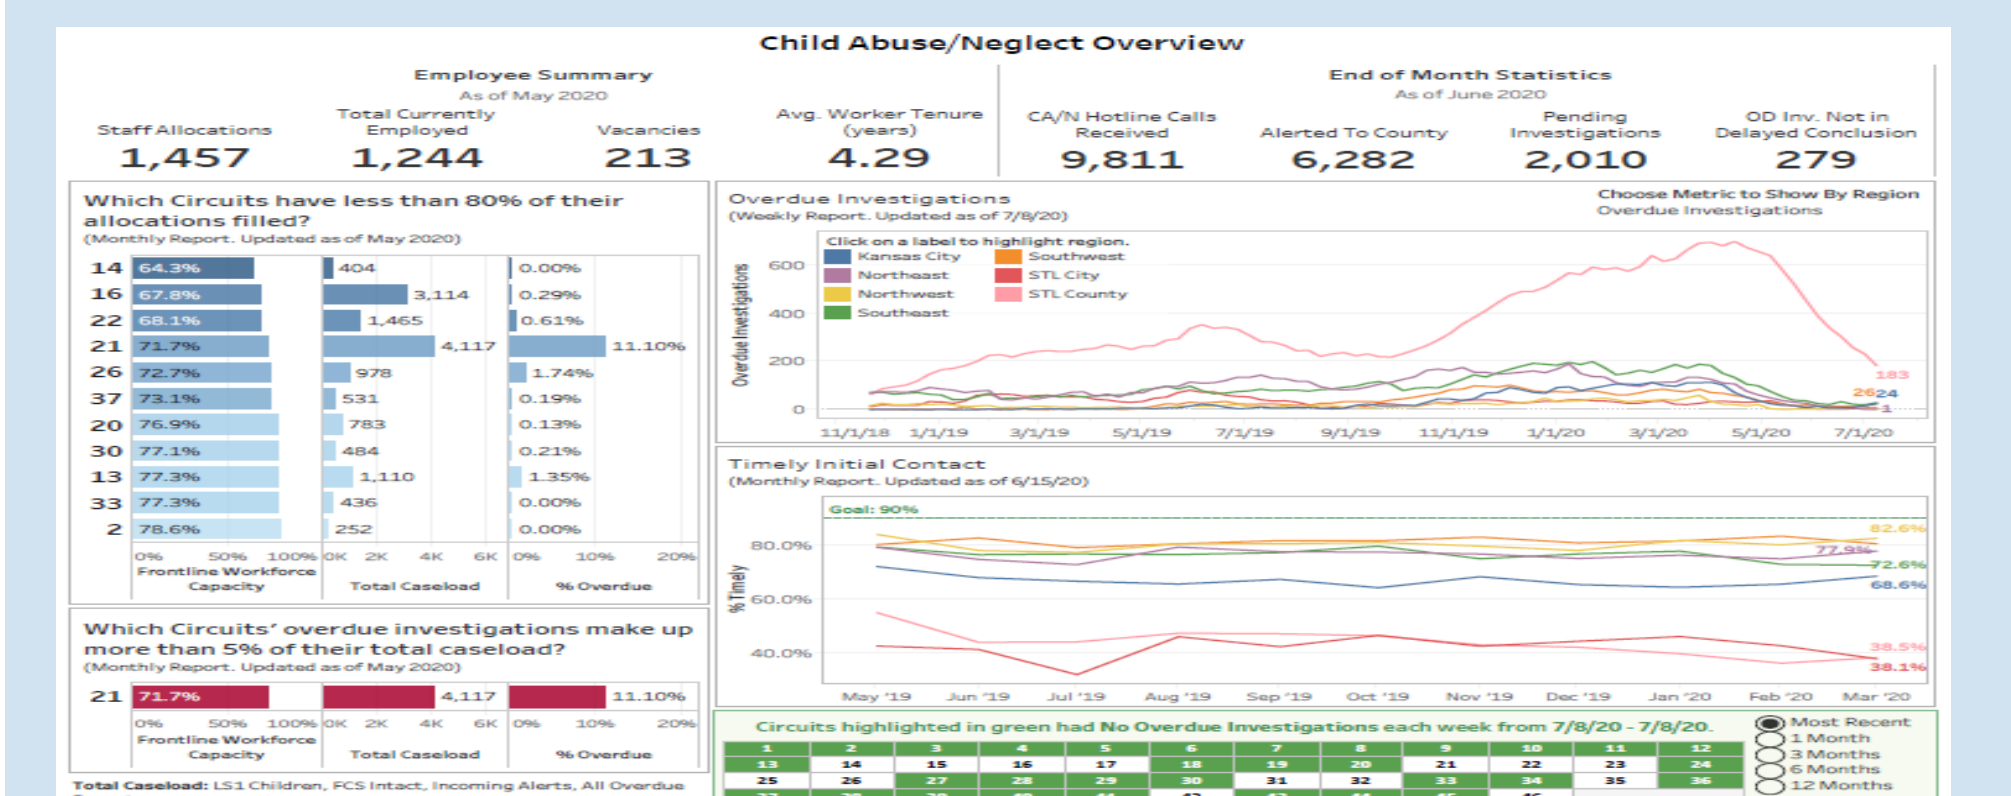 Child Abuse/Neglect Overview
Employee Summary
As of May 2020
Staff Allocations
1,457
Total Currently
Employed
1,244
Vacancies
213
Avg. Worker Tenure
(years)
4.29
End of Month Statistics
As of June 2020
CA/N Hotline Calls
Received
9,811
Alerted To County
6,282
Pending
Investigations
2,010
OD Inv. Not in
Delayed Conclusion
279
Which Circuits have less than 80% of their
allocations filled?
(Monthly Report. Updated as of May 2020)
14 64.3% 404 0.00%
16 67.8% 3,114 0.29%
22 68.1% 1,465 0.61%
21 71.7% 4,117 11.10%
26 72.7% 978 1.74%
37 73.1% 531 0.19%
20 76.9% 783 0.13%
30 77.1% 484 0.21%
13 77.3% 1,110 1.35%
33 77.3% 436 0.00%
2 78.6% 252 0.00%
0% 50% 100% 0K 2K 4K 6K 0% 10% 20%
Frontline Workforce
Capacity Total Caseload % Overdue
Which Circuits' overdue investigations make up
more than 5% of their total caseload?
(Monthly Report. Updated as of May 2020)
21 71.7% 4,117 11.10%
0% 50% 100% 0K 2K 4K 6K 0% 10% 20%
Frontline Workforce
Capacity Total Caseload % Overdue
Total Caseload: LS1 Children, FCS Intact, Incoming Alerts, All Overdue
Overdue Investigations
(Weekly Report. Updated as of 7/8/20)
Choose Metric to Show By Region
Overdue Investigations
Click on a label to highlight region.
Kansas City Southwest
Northeast STL City
Northwest STL County
Southeast
Overdue Investigations
600
400
200
0
183
26 24
1
11/1/18 1/1/19 3/1/19 5/1/19 7/1/19 9/1/19 11/1/19 1/1/20 3/1/20 5/1/20 7/1/20
Timely Initial Contact
(Monthly Report. Updated as of 6/15/20)
Goal: 90%
% Timely
80.0%
60.0%
40.0%
82.6%
77.9%
72.6%
68.6%
38.5%
38.1%
May '19 Jun '19 Jul '19 Aug '19 Sep '19 Oct '19 Nov '19 Dec '19 Jan '20 Feb '20 Mar '20
Circuits highlighted in green had No Overdue Investigations each week from 7/8/20 - 7/8/20.
1 2 3 4 5 6 7 8 9 10 11 12
13 14 15 16 17 18 19 20 21 22 23 24
25 26 27 28 29 30 31 32 33 34 35 36
Most Recent
1 Month
3 Months
6 Months
12 Months